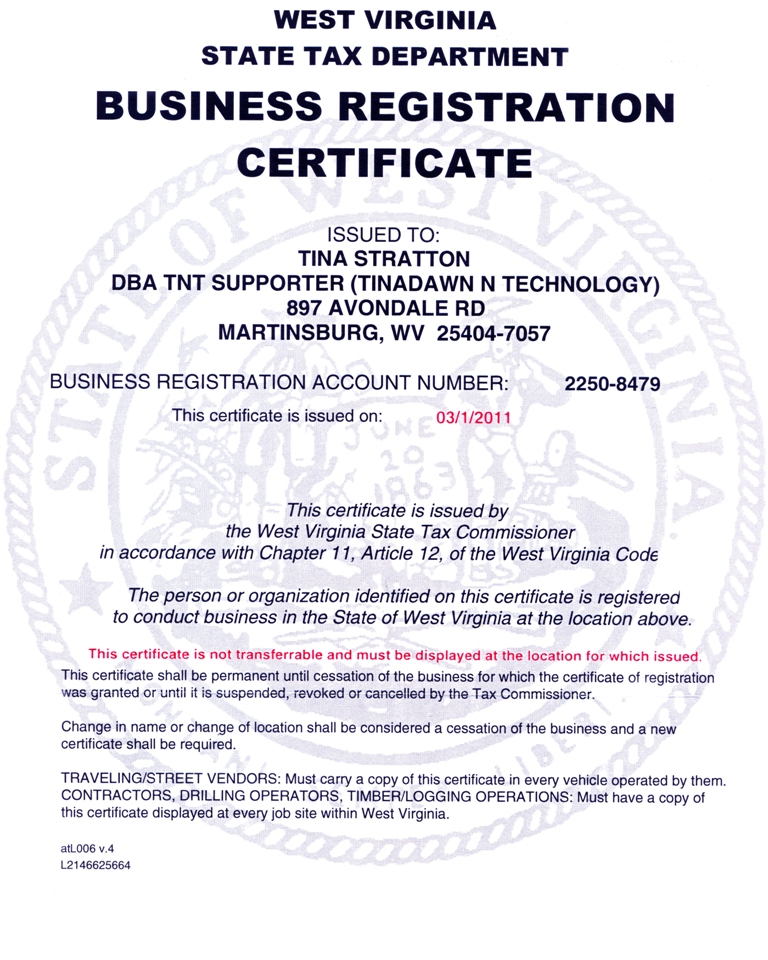 WEST VIRGINIA
STATE TAX DEPARTMENT
BUSINESS REGISTRATION
CERTIFICATE
ISSUED TO:
TINA STRATTON
DBA TNT SUPPORTER (TINADAWN N TECHNOLOGY)
897 AVONDALE RD
MARTINSBURG, WV 25404-7057
BUSINESS REGISTRATION ACCOUNT NUMBER: 2250-8479
This certificate is issued on: 03/1/2011
This certificate is issued by
the West Virginia State Tax Commissioner
in accordance with Chapter 11, Article 12, of the West Virginia Code
The person or organization identified on this certificate is registered
to conduct business in the State of West Virginia at the location above.
This certificate is not transferrable and must be displayed at the location for which issued.
This certificate shall be permanent until cessation of the business for which the certificate of registration
was granted or until it is suspended, revoked or cancelled by the Tax Commissioner.
Change in name or change of location shall be considered a cessation of the business and a new
certificate shall be required.
TRAVELING/STREET VENDORS: Must carry a copy of this certificate in every vehicle operated by them.
CONTRACTORS, DRILLING OPERATORS, TIMBER/LOGGING OPERATIONS: Must have a copy of
this certificate displayed at every job site within West Virginia.
atL006 v.4
L2146625664
STATE OF WEST VIRGINIA.
JUNE
20
1863